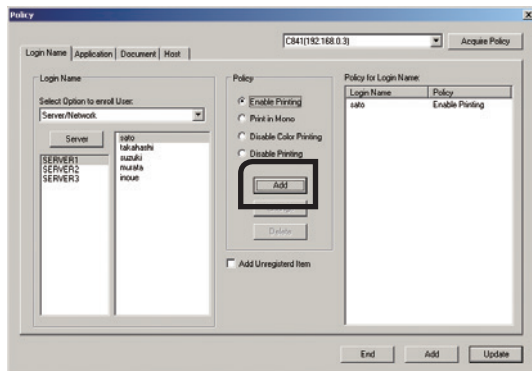 Policy
C841(192.168.0.3)
Acquire Policy
Login Name
Application
Document
Host
Login Name
Select Option to enroll User:
Server/Network
Server
SERVER1
SERVER2
SERVER3
sato
takahashi
suzuki
murata
inoue
Policy
Enable Printing
Print in Mono
Disable Color Printing
Disable Printing
Add
Delete
Add Unregisterd Item
Policy for Login Name:
Login Name Policy
sato Enable Printing
End
Add
Update